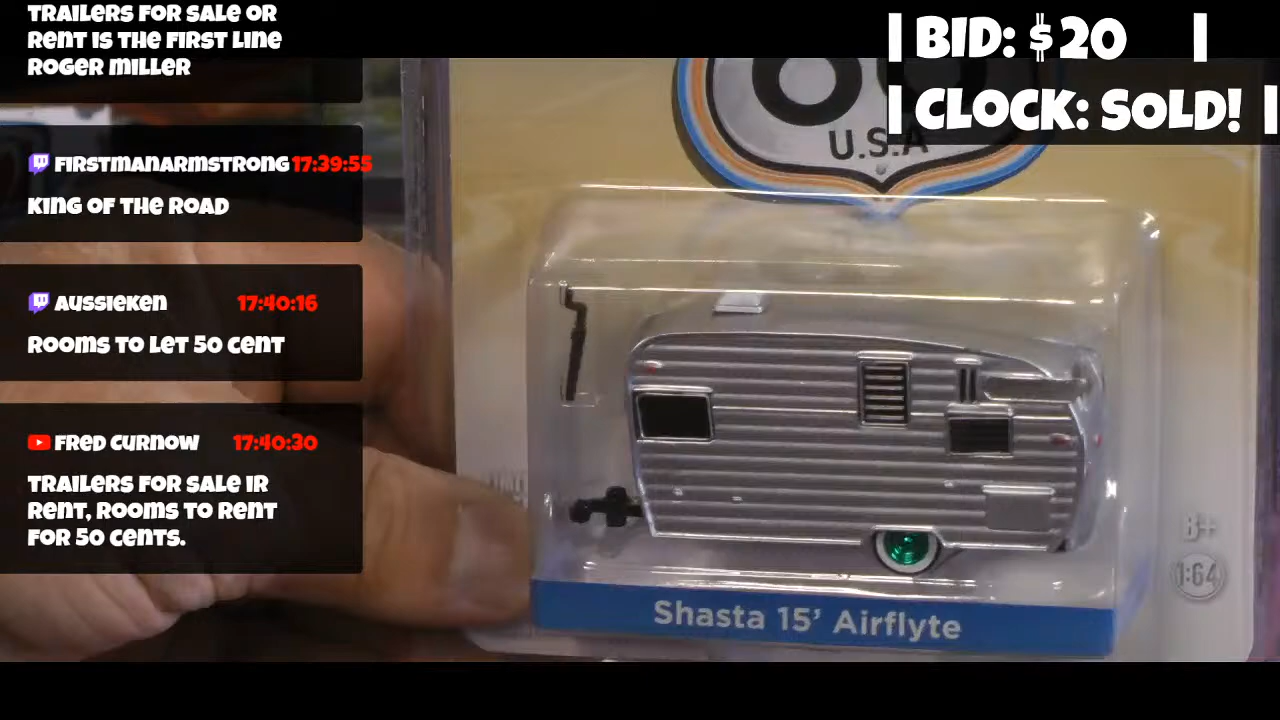 TRAILERS FOR SALE OR
RENT IS THE FIRST LINE
ROGER MILLER
FIRSTMANARMSTRONG 17:39:55
KING OF THE ROAD
AUSSIEKEN 17:40:16
ROOMS TO LET 50 CENT
FRED CURNOW 17:40:30
TRAILERS FOR SALE IR
RENT, ROOMS TO RENT
FOR 50 CENTS.
| BID: $20 |
| CLOCK: SOLD! |
U.S.A
8+
1:64
Shasta 15’ Airflyte